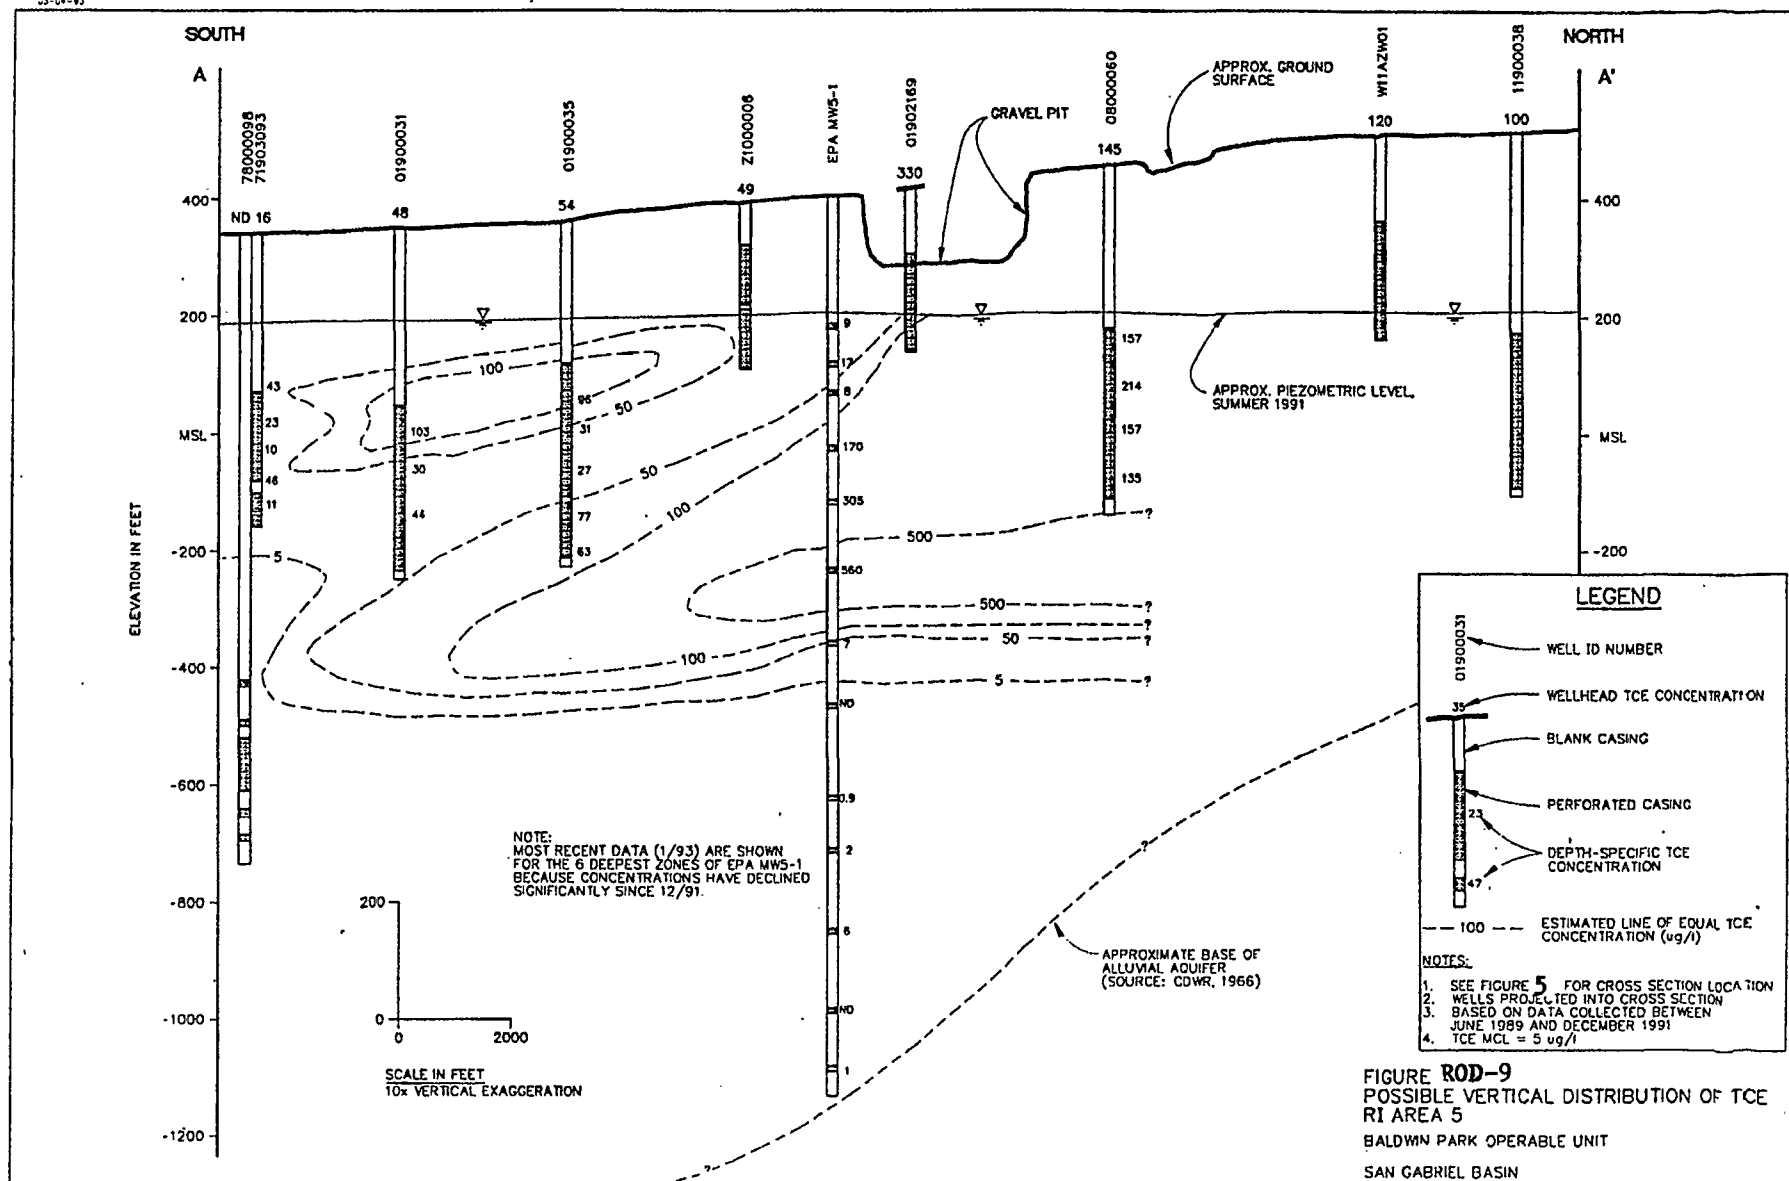 SOUTH
NORTH
A
A'
78000098
71903093
01900031
01900035
Z1000006
EPA MW5-1
01902169
08000060
W11AZW01
11900038
APPROX. GROUND
SURFACE
GRAVEL PIT
ND 16
48
54
49
330
145
120
100
400
200
MSL
-200
-400
-600
-800
-1000
-1200
ELEVATION IN FEET
400
200
MSL
-200
43
23
10
46
11
103
30
44
96
31
27
77
63
9
17
8
170
305
560
7
ND
0.9
2
6
ND
1
157
214
157
135
100
50
50
100
5
500
?
500
?
?
50
?
100
5
?
?
?
APPROX. PIEZOMETRIC LEVEL,
SUMMER 1991
NOTE:
MOST RECENT DATA (1/93) ARE SHOWN
FOR THE 6 DEEPEST ZONES OF EPA MW5-1
BECAUSE CONCENTRATIONS HAVE DECLINED
SIGNIFICANTLY SINCE 12/91.
200
0
0
2000
SCALE IN FEET
10x VERTICAL EXAGGERATION
APPROXIMATE BASE OF
ALLUVIAL AQUIFER
(SOURCE: CDWR, 1966)
LEGEND
01900031
WELL ID NUMBER
35
WELLHEAD TCE CONCENTRATION
BLANK CASING
PERFORATED CASING
23
DEPTH-SPECIFIC TCE
CONCENTRATION
47
100
ESTIMATED LINE OF EQUAL TCE
CONCENTRATION (ug/l)
NOTES:
1. SEE FIGURE 5 FOR CROSS SECTION LOCATION
2. WELLS PROJECTED INTO CROSS SECTION
3. BASED ON DATA COLLECTED BETWEEN
JUNE 1989 AND DECEMBER 1991
4. TCE MCL = 5 ug/l
FIGURE ROD-9
POSSIBLE VERTICAL DISTRIBUTION OF TCE
RI AREA 5
BALDWIN PARK OPERABLE UNIT
SAN GABRIEL BASIN